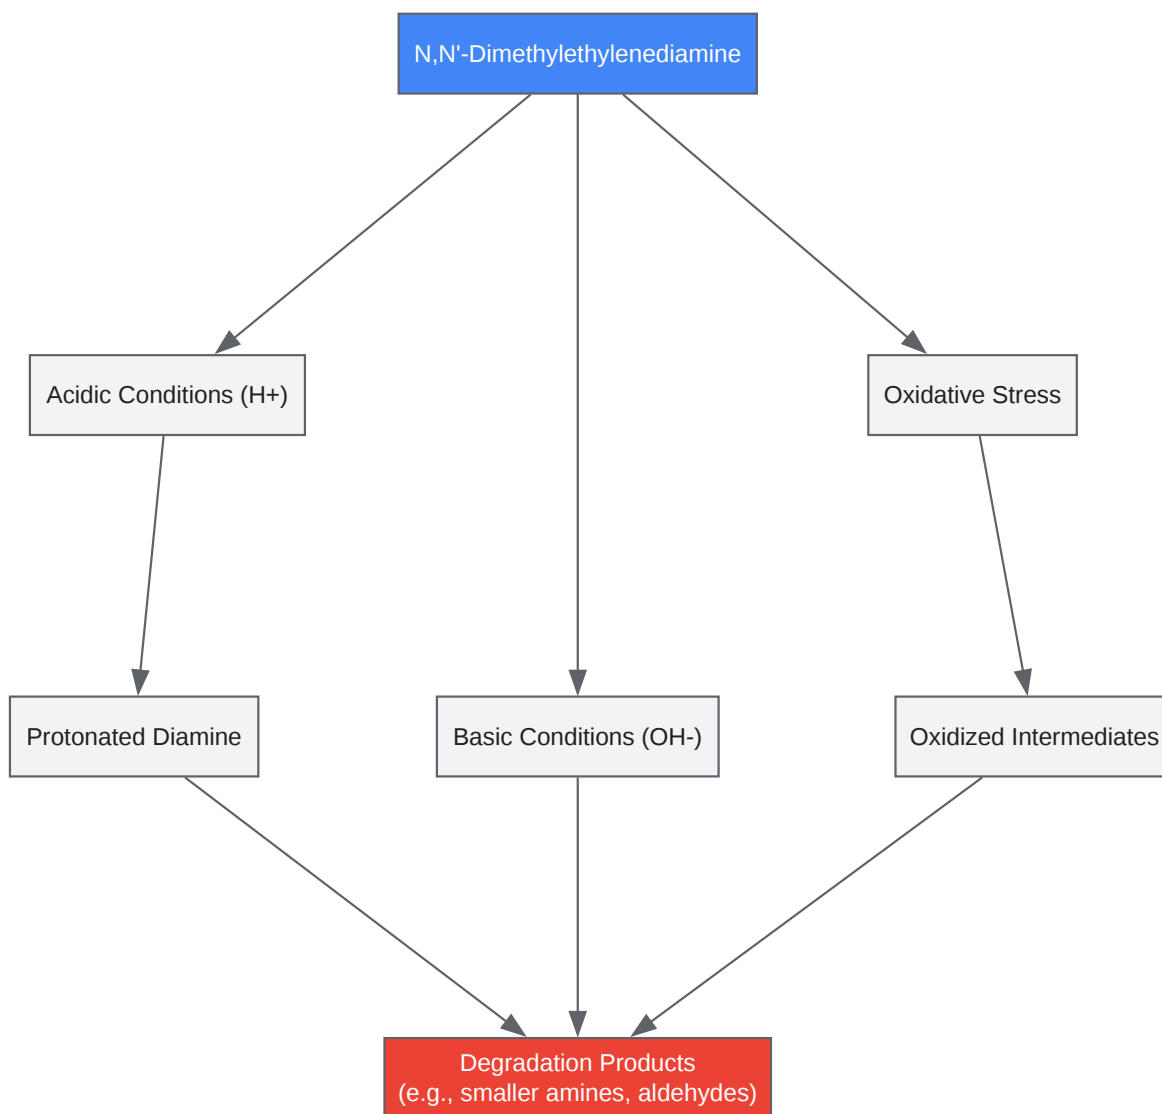 N,N'-Dimethylethylenediamine
Acidic Conditions (H+)
Oxidative Stress
Protonated Diamine
Basic Conditions (OH-)
Oxidized Intermediates
Degradation Products
(e.g., smaller amines, aldehydes)